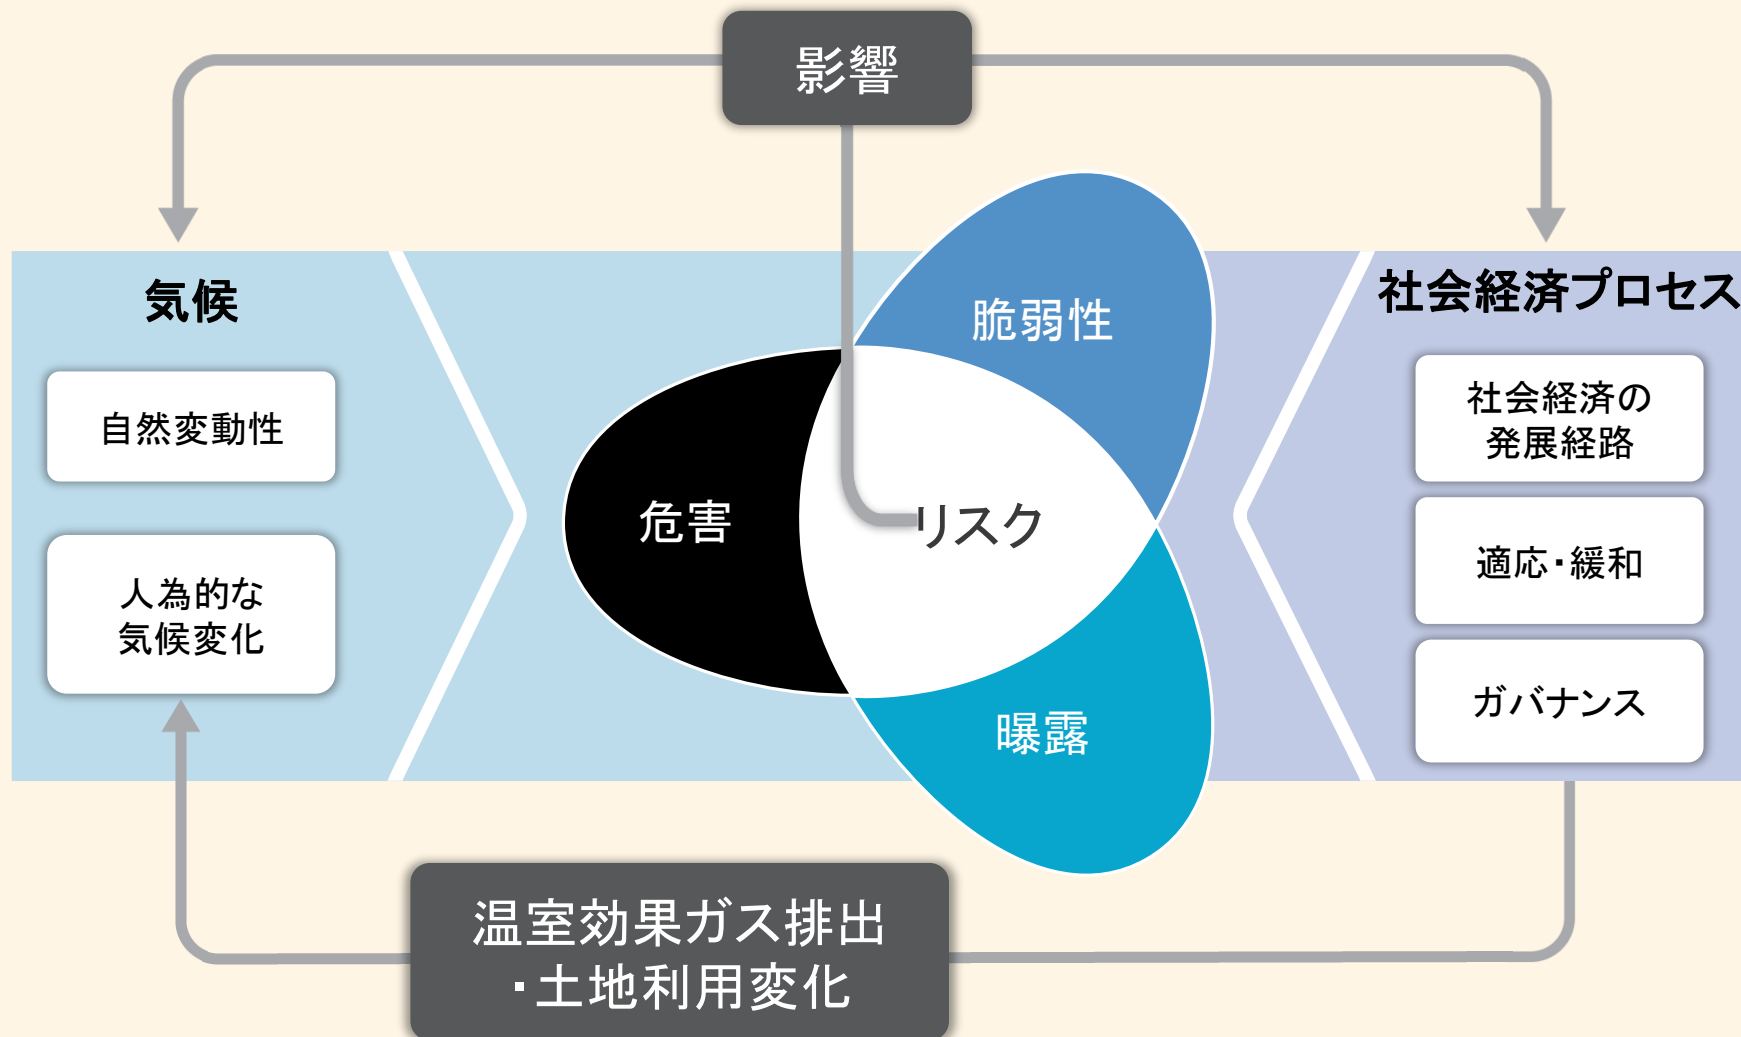 影響
気候
自然変動性
人為的な
気候変化
脆弱性
危害
リスク
曝露
社会経済プロセス
社会経済の
発展経路
適応・緩和
ガバナンス
温室効果ガス排出
・土地利用変化